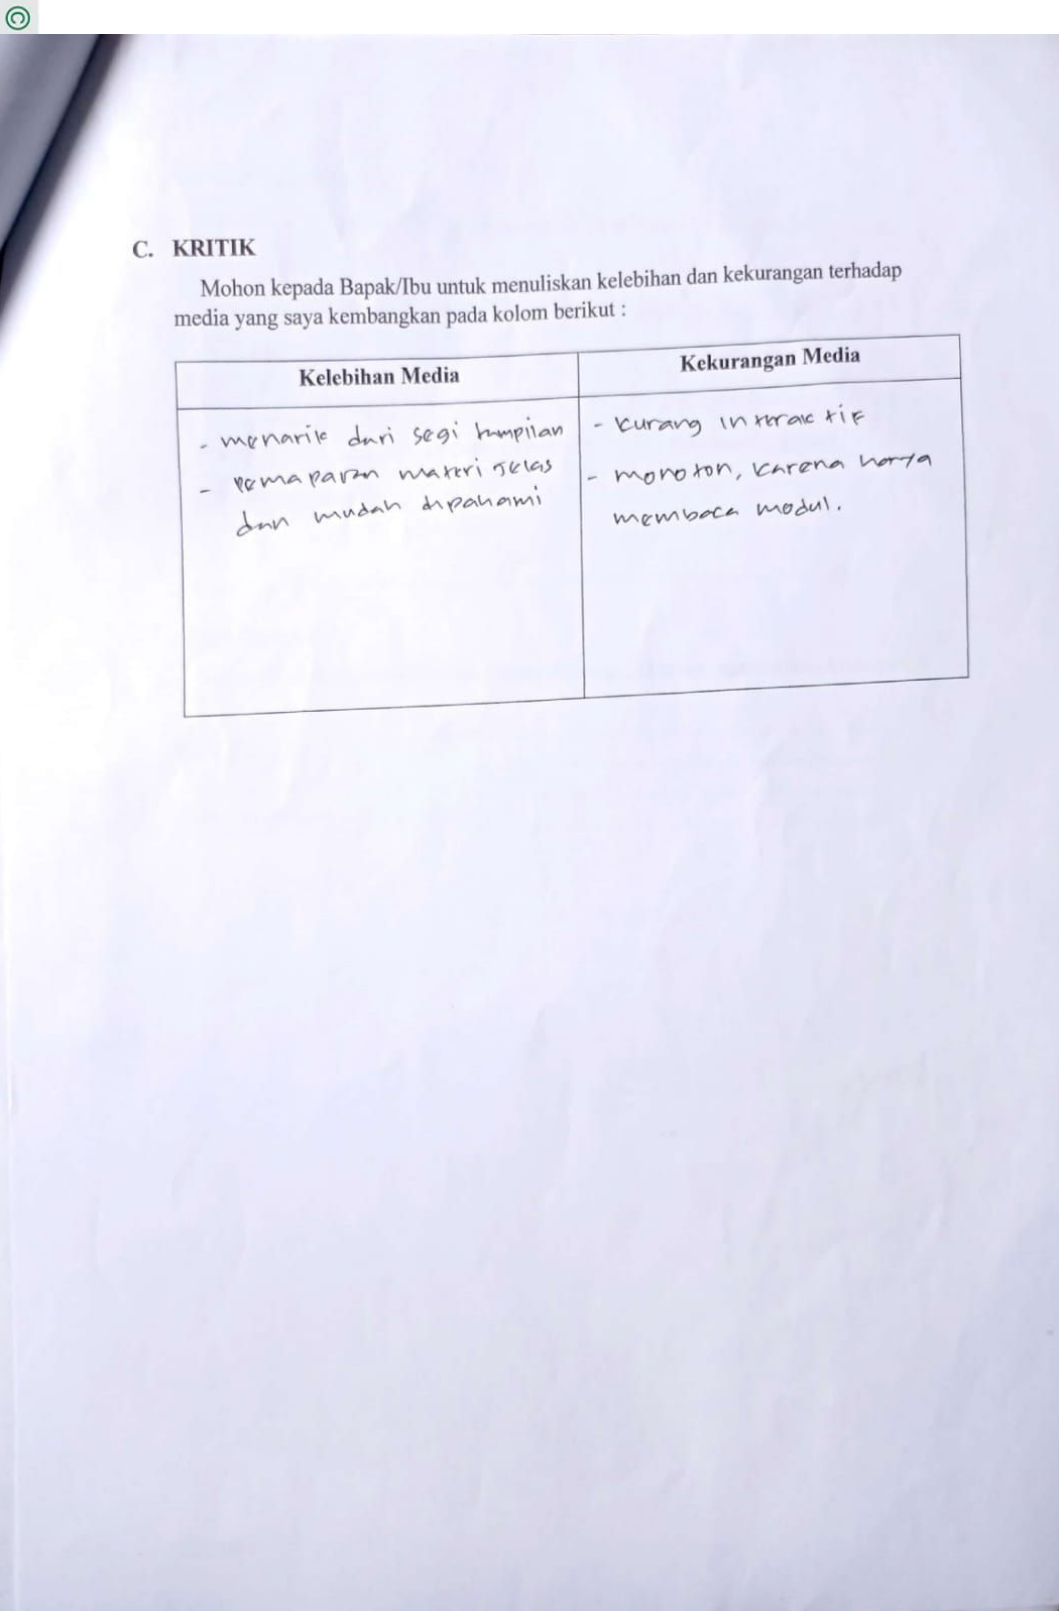 C. KRITIK
Mohon kepada Bapak/Ibu untuk menuliskan kelebihan dan kekurangan terhadap
media yang saya kembangkan pada kolom berikut :
Kelebihan Media
Kekurangan Media
- menarik dari segi tampilan
- pemaparan materi jelas
dan mudah dipahami
- kurang interaktif
- monoton, karena hanya
membaca modul.